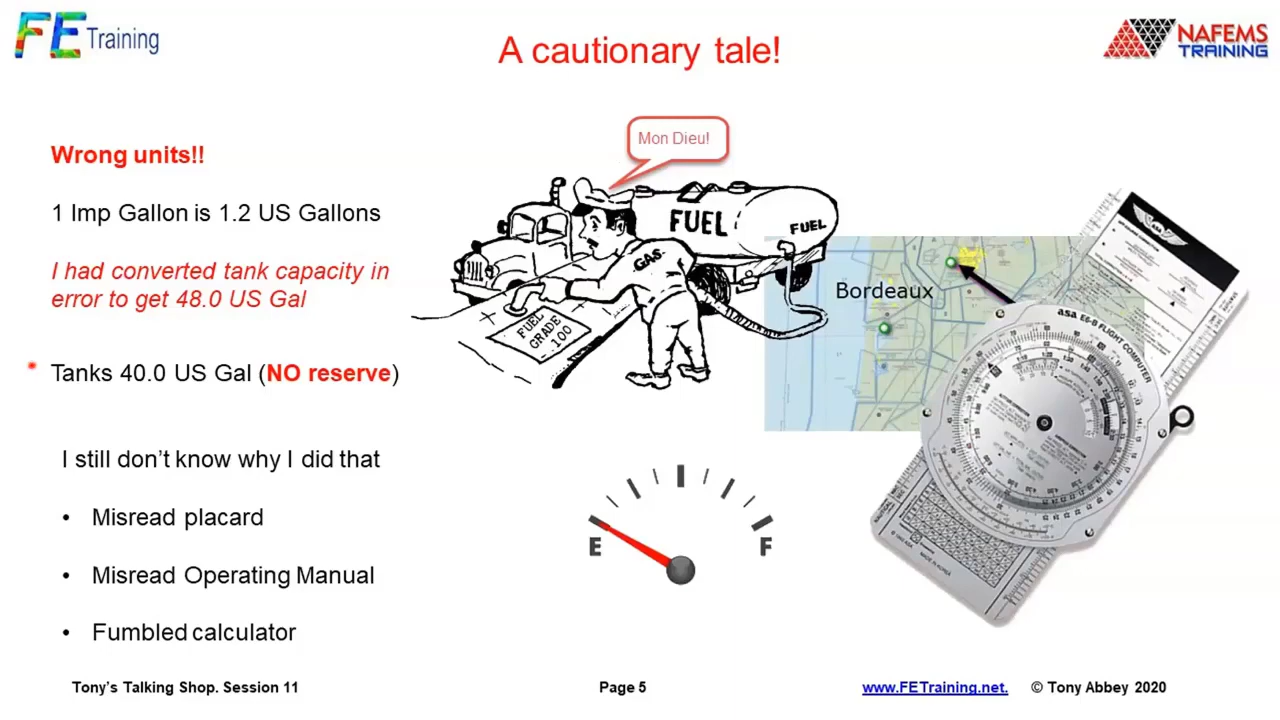 FE Training
A cautionary tale!
NAFEMS
TRAINING
Wrong units!!
1 Imp Gallon is 1.2 US Gallons
I had converted tank capacity in
error to get 48.0 US Gal
Tanks 40.0 US Gal (NO reserve)
I still don't know why I did that
• Misread placard
• Misread Operating Manual
• Fumbled calculator
Mon Dieu!
FUEL
FUEL
GAS
FUEL
GRADE
100
Bordeaux
asa E6-B FLIGHT COMPUTER
E
F
Tony's Talking Shop. Session 11
Page 5
www.FETraining.net.
© Tony Abbey 2020